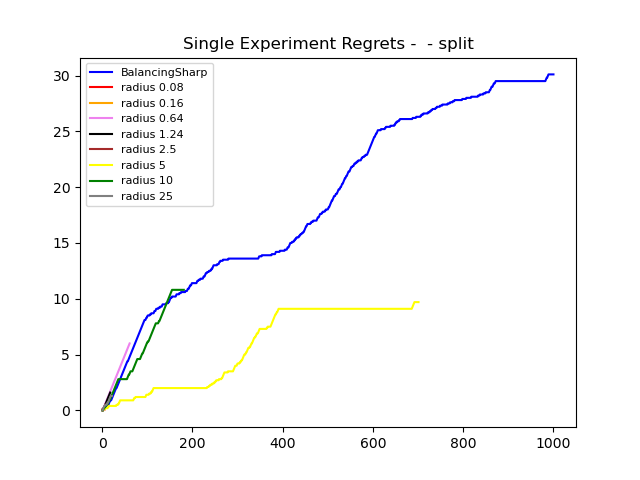 Single Experiment Regrets -  - split
BalancingSharp
radius 0.08
radius 0.16
radius 0.64
radius 1.24
radius 2.5
radius 5
radius 10
radius 25
30
25
20
15
10
5
0
0 200 400 600 800 1000